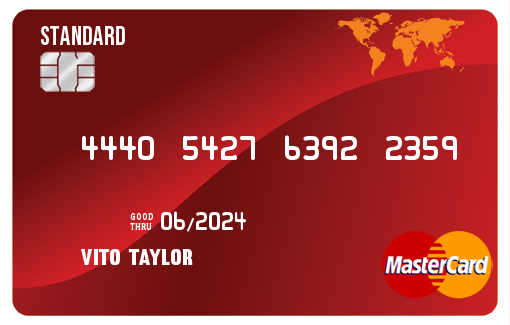 STANDARD
4440 5427 6392 2359
GOOD THRU 06/2024
VITO TAYLOR
MasterCard